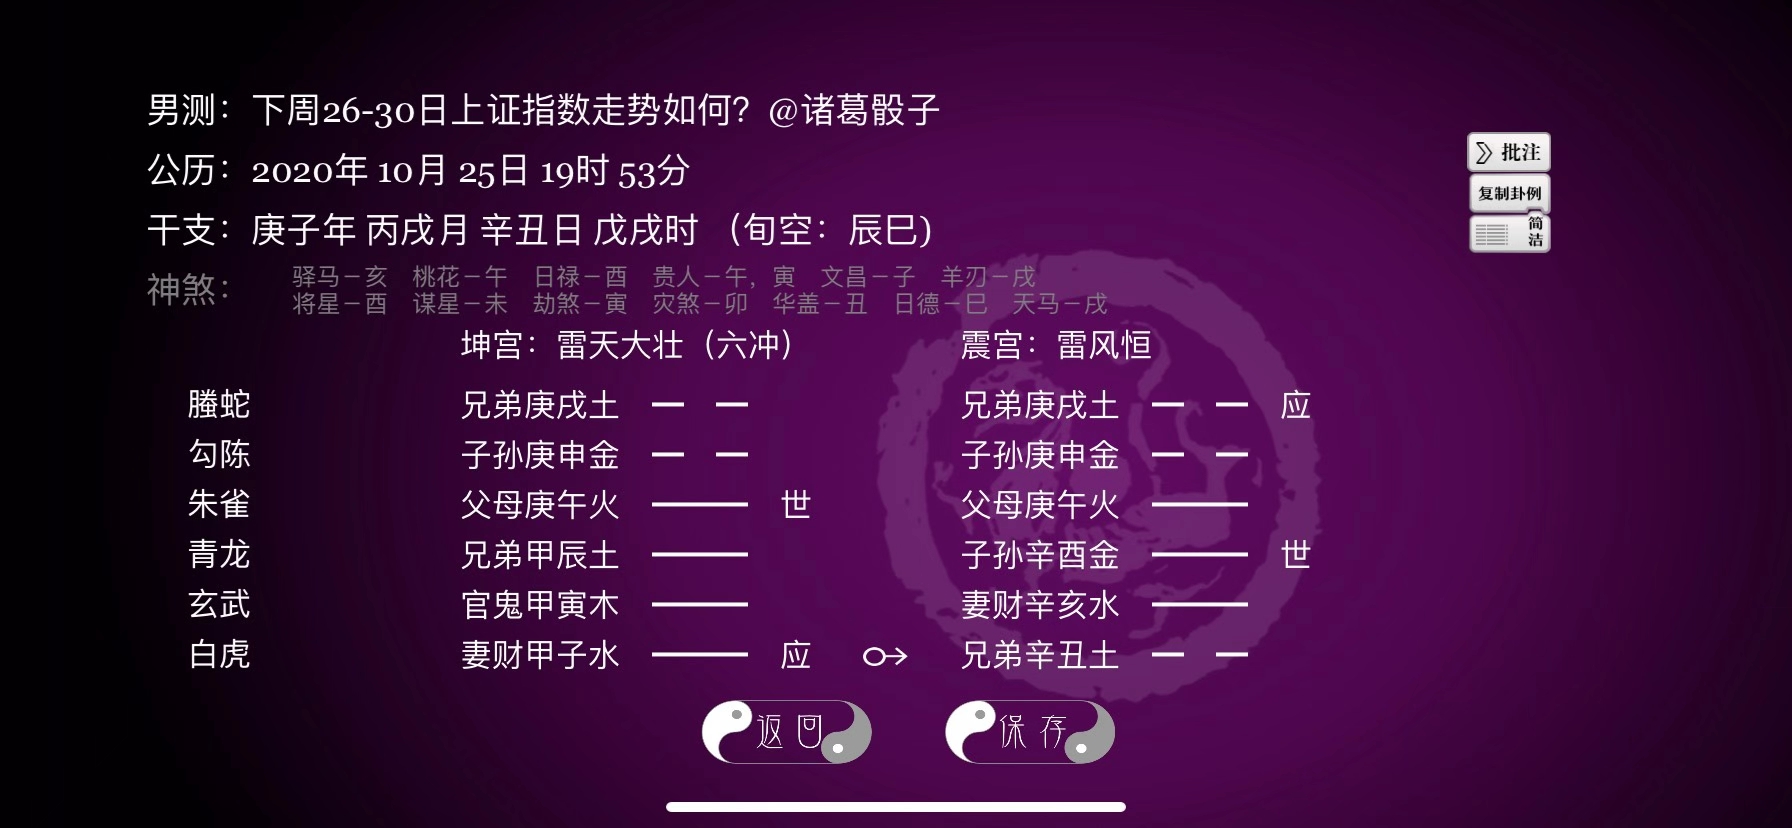 男测：下周26-30日上证指数走势如何？@诸葛骰子
公历：2020年 10月 25日 19时 53分
干支：庚子年 丙戌月 辛丑日 戊戌时 （旬空：辰巳）
神煞：
驿马－亥 桃花－午 日禄－酉 贵人－午，寅 文昌－子 羊刃－戌
将星－酉 谋星－未 劫煞－寅 灾煞－卯 华盖－丑 日德－巳 天马－戌
坤宫：雷天大壮（六冲） 震宫：雷风恒
螣蛇 兄弟庚戌土 兄弟庚戌土 应
勾陈 子孙庚申金 子孙庚申金
朱雀 父母庚午火 世 父母庚午火
青龙 兄弟甲辰土 子孙辛酉金 世
玄武 官鬼甲寅木 妻财辛亥水
白虎 妻财甲子水 应 兄弟辛丑土
返回 保存
批注
复制卦例
简洁